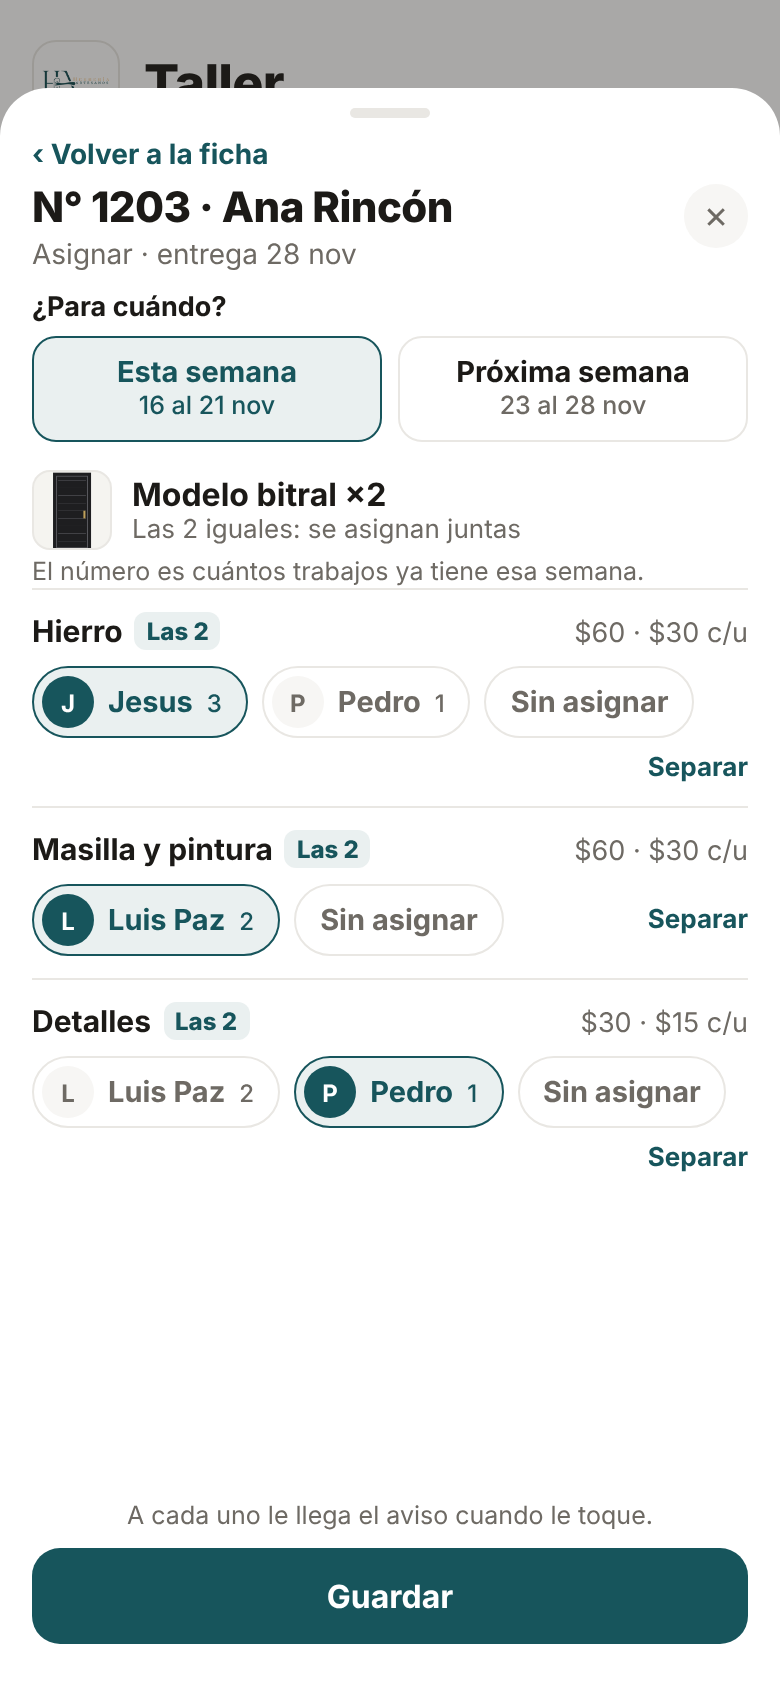 Taller
‹ Volver a la ficha
N° 1203 · Ana Rincón
×
Asignar · entrega 28 nov
¿Para cuándo?
Esta semana
16 al 21 nov
Próxima semana
23 al 28 nov
Modelo bitral ×2
Las 2 iguales: se asignan juntas
El número es cuántos trabajos ya tiene esa semana.
Hierro Las 2 $60 · $30 c/u
J Jesus 3 P Pedro 1 Sin asignar
Separar
Masilla y pintura Las 2 $60 · $30 c/u
L Luis Paz 2 Sin asignar Separar
Detalles Las 2 $30 · $15 c/u
L Luis Paz 2 P Pedro 1 Sin asignar
Separar
A cada uno le llega el aviso cuando le toque.
Guardar